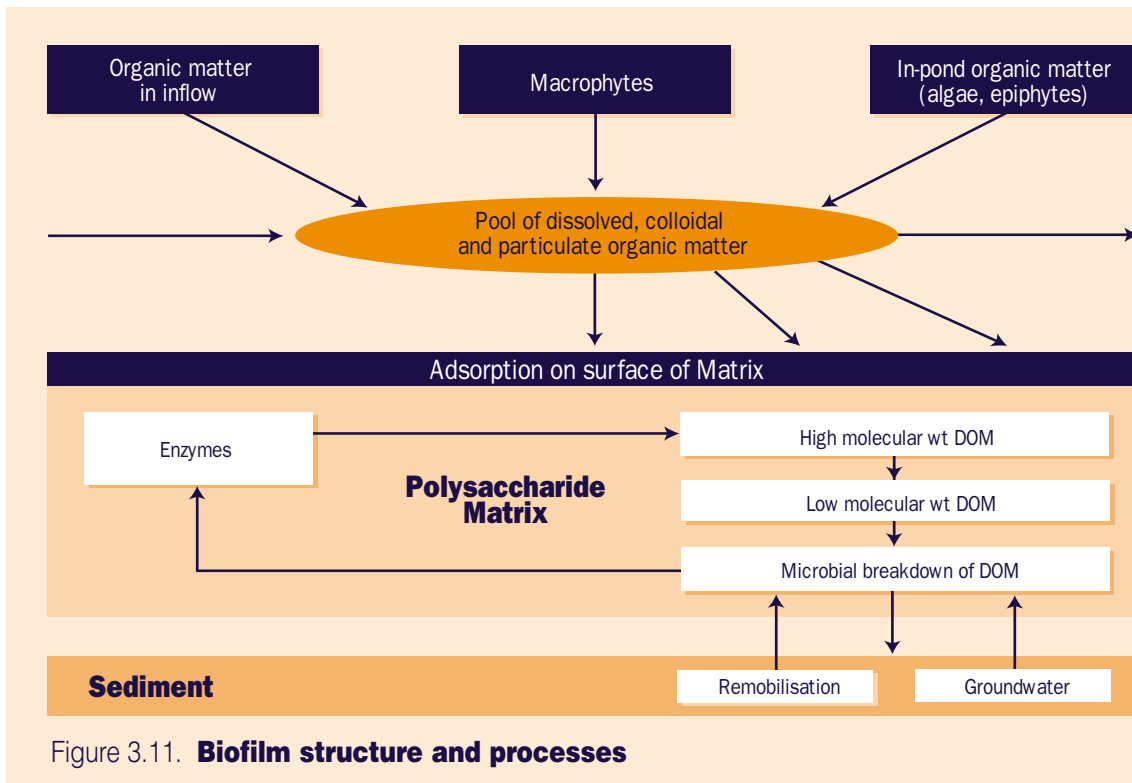 Organic matter
in inflow
Macrophytes
In-pond organic matter
(algae, epiphytes)
Pool of dissolved, colloidal
and particulate organic matter
Adsorption on surface of Matrix
Enzymes
Polysaccharide
Matrix
High molecular wt DOM
Low molecular wt DOM
Microbial breakdown of DOM
Sediment
Remobilisation
Groundwater
Figure 3.11. Biofilm structure and processes